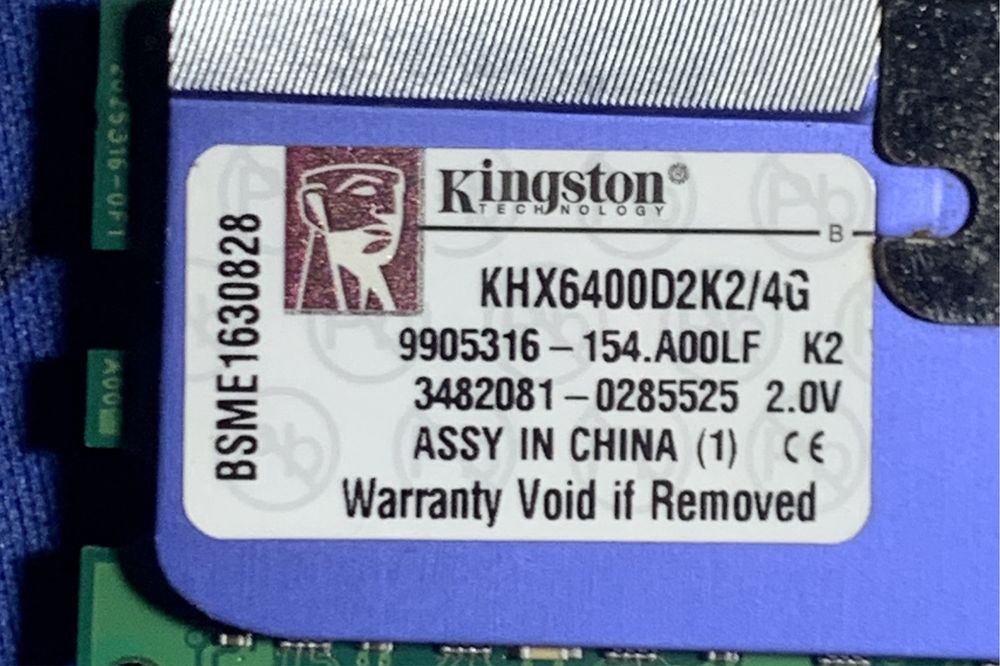 Kingston®
TECHNOLOGY
B
KHX6400D2K2/4G
9905316-154.A00LF K2
3482081-0285525 2.0V
ASSY IN CHINA (1) CE
Warranty Void if Removed
BSME1630828
A00